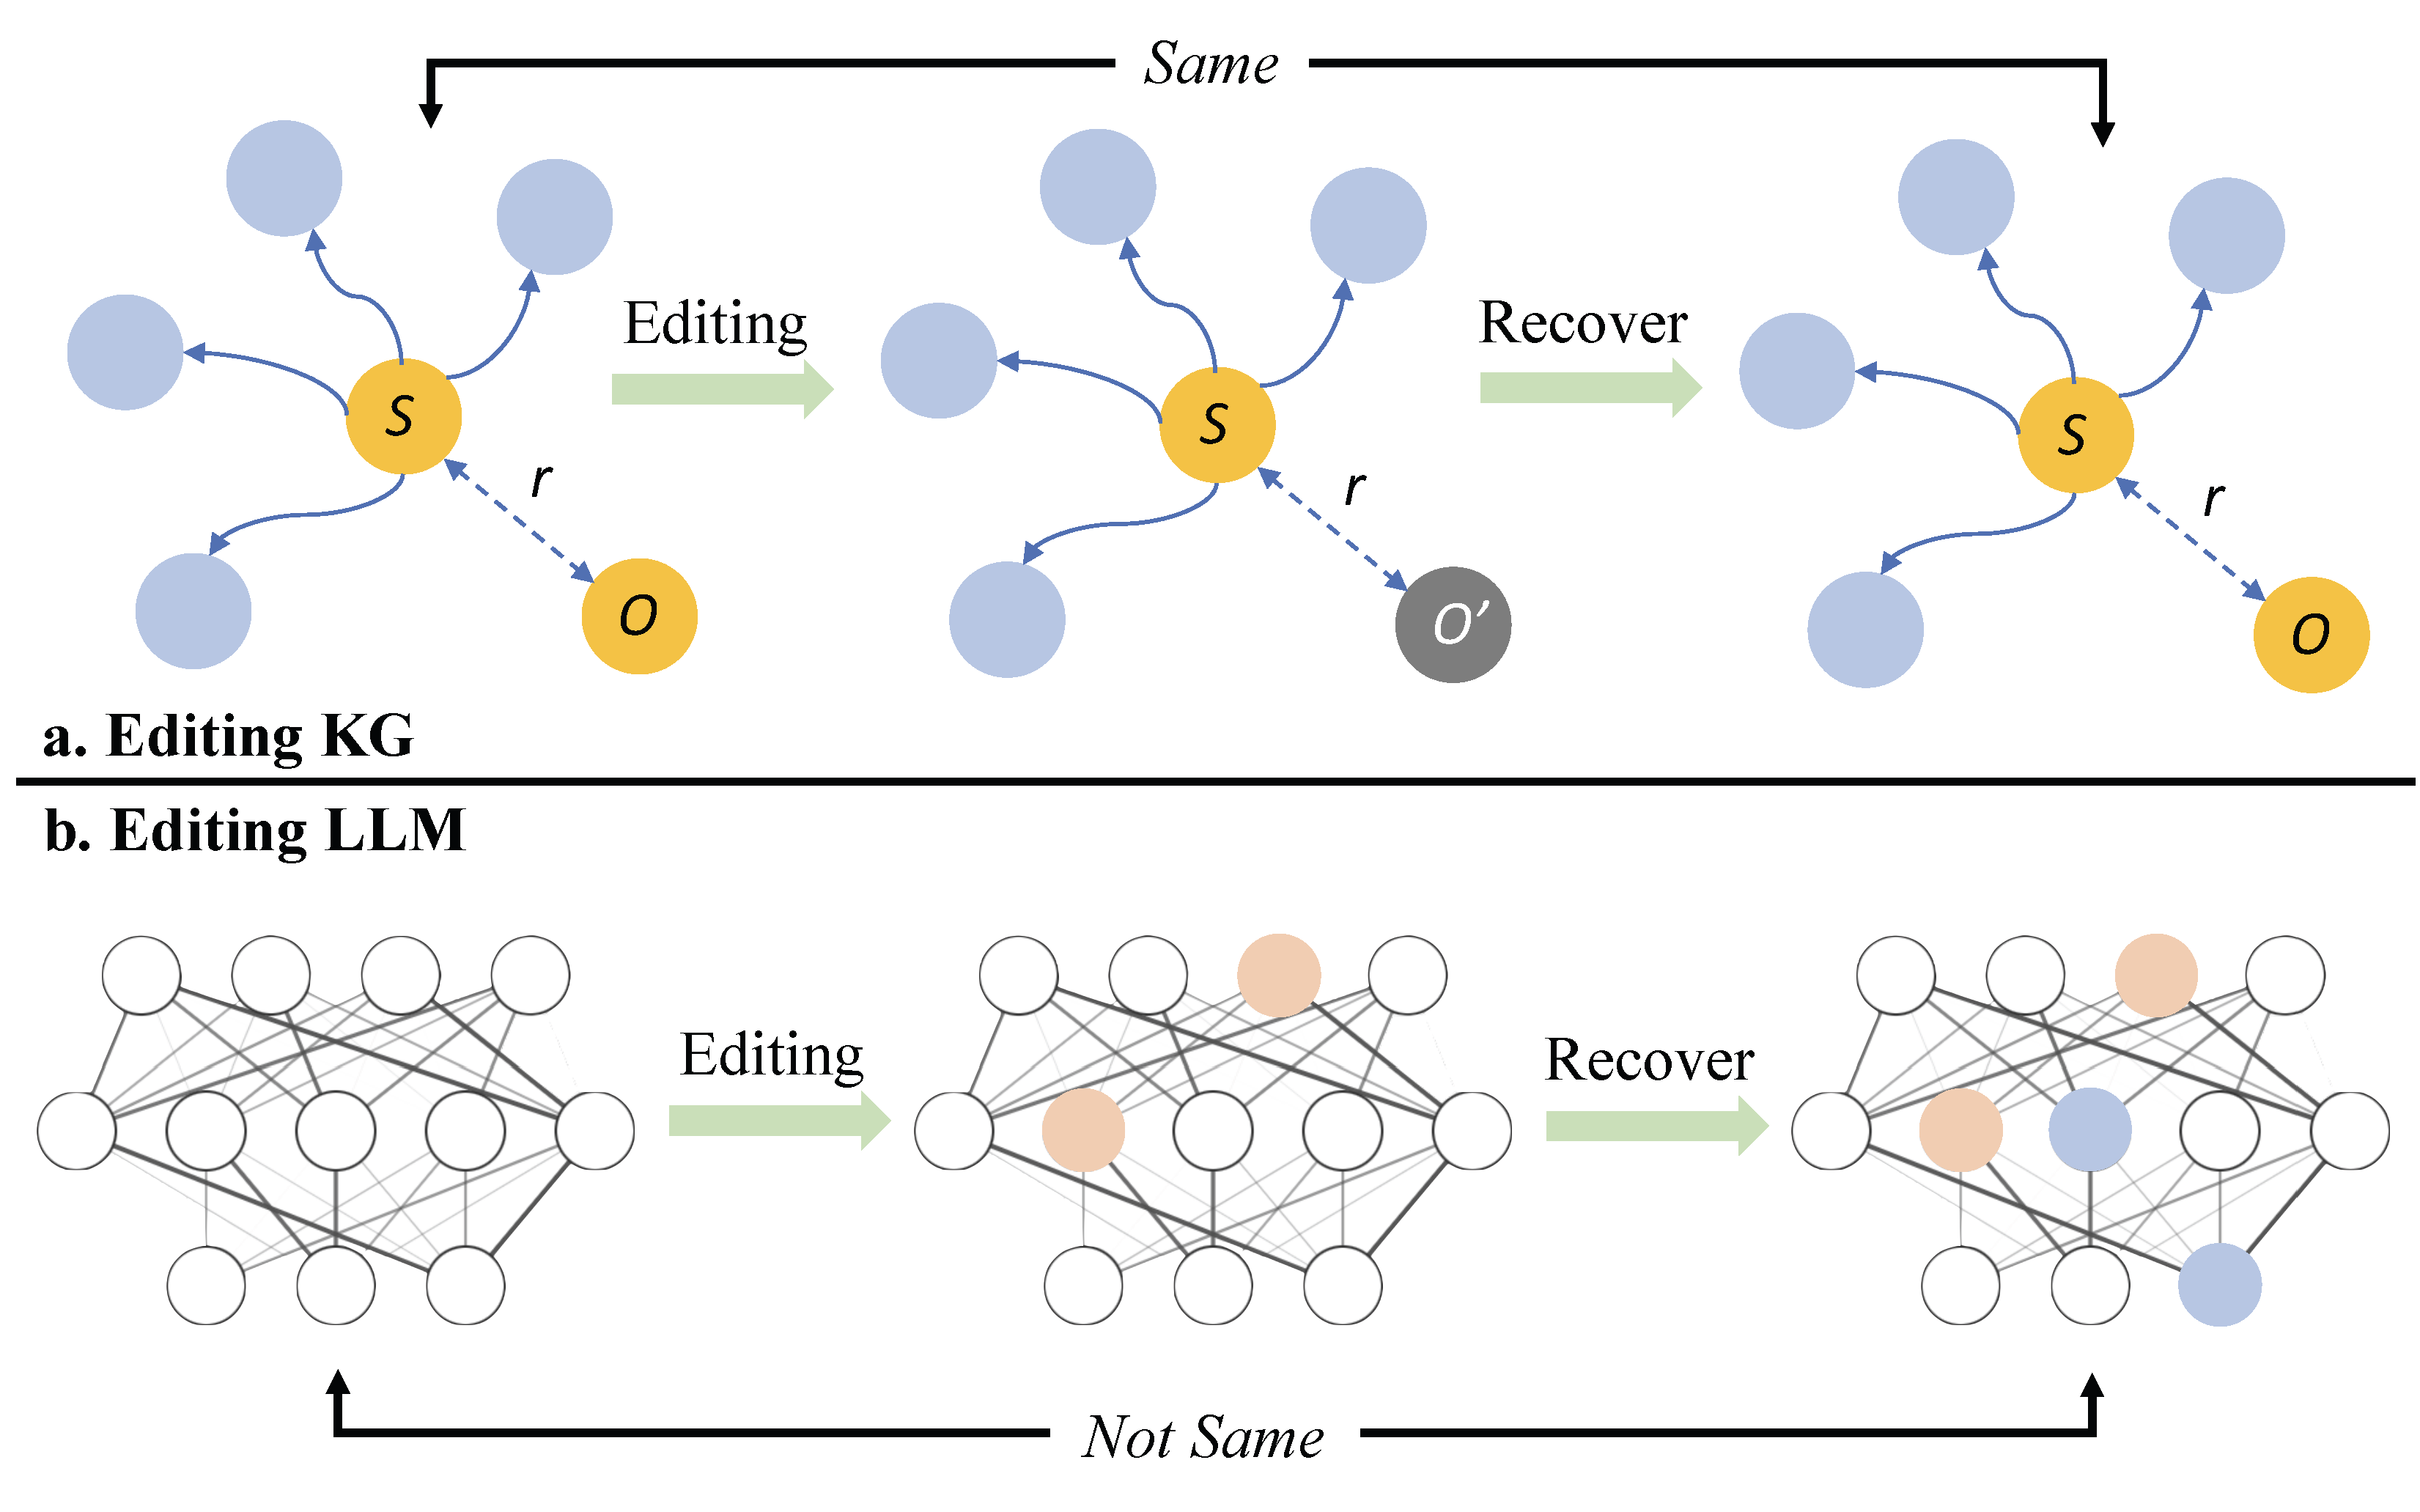 Same
Editing
Recover
S
r
O
S
r
O′
S
r
O
a. Editing KG
b. Editing LLM
Editing
Recover
Not Same